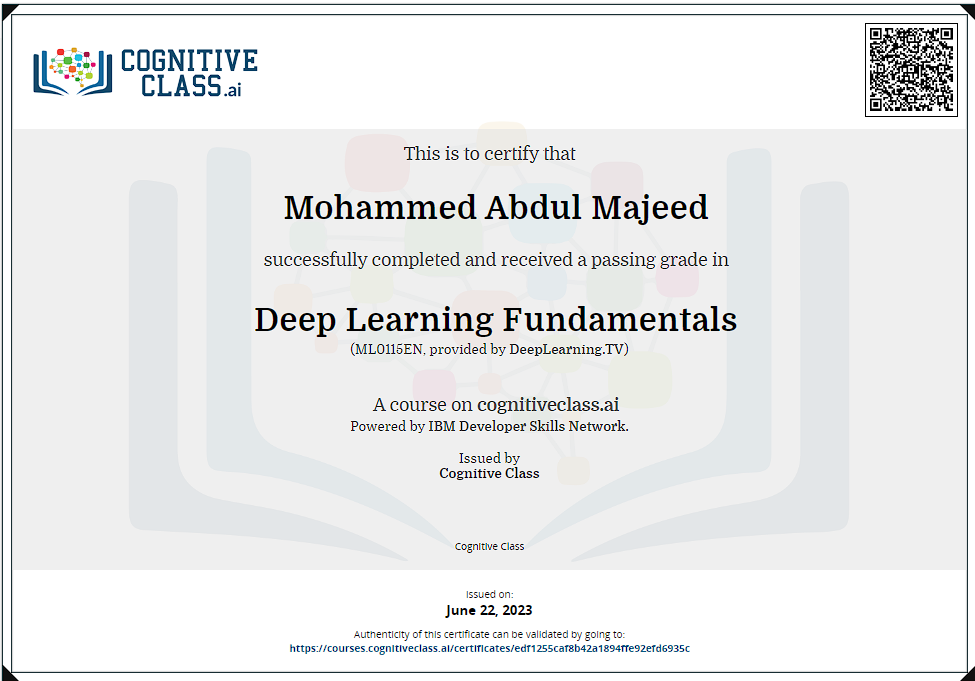 COGNITIVE
CLASS.ai
This is to certify that
Mohammed Abdul Majeed
successfully completed and received a passing grade in
Deep Learning Fundamentals
(ML0115EN, provided by DeepLearning.TV)
A course on cognitiveclass.ai
Powered by IBM Developer Skills Network.
Issued by
Cognitive Class
Cognitive Class
Issued on:
June 22, 2023
Authenticity of this certificate can be validated by going to:
https://courses.cognitiveclass.ai/certificates/edf1255caf8b42a1894ffe92efd6935c